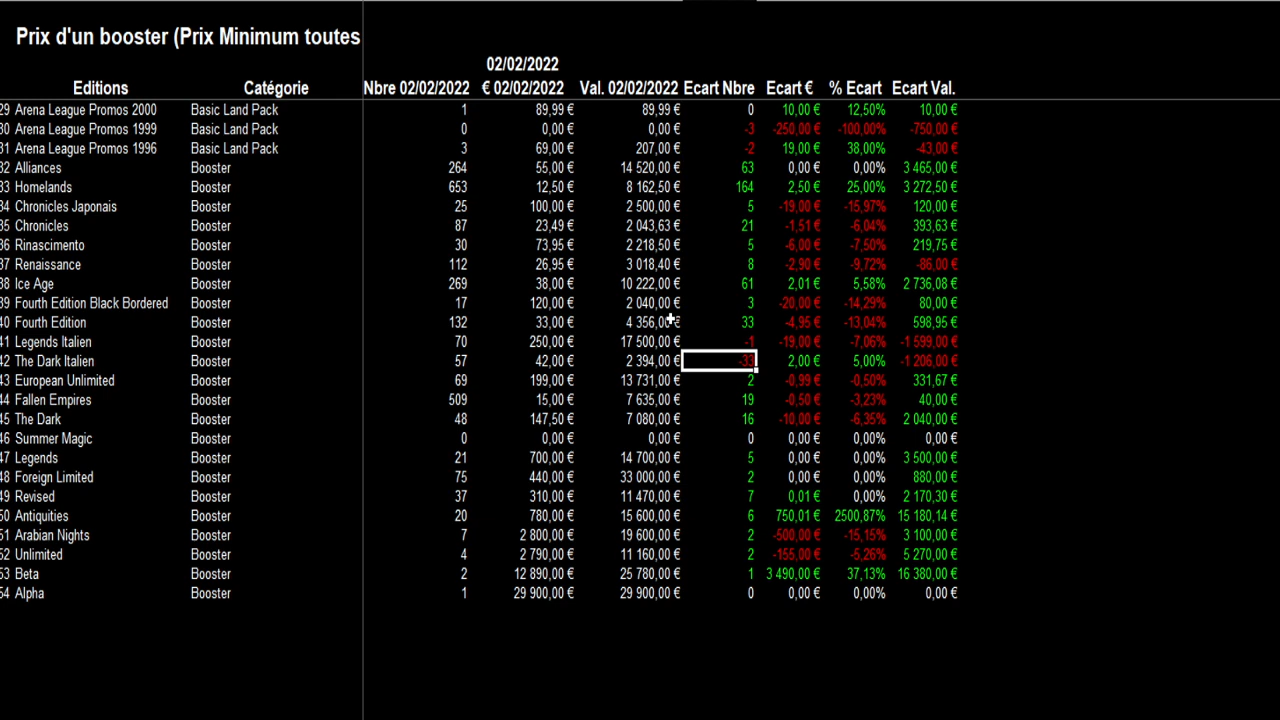 Prix d'un booster (Prix Minimum toutes
02/02/2022
Editions Catégorie Nbre 02/02/2022 € 02/02/2022 Val. 02/02/2022 Ecart Nbre Ecart € % Ecart Ecart Val.
29 Arena League Promos 2000 Basic Land Pack 1 89,99 € 89,99 € 0 10,00 € 12,50% 10,00 €
30 Arena League Promos 1999 Basic Land Pack 0 0,00 € 0,00 € -3 -250,00 € -100,00% -750,00 €
31 Arena League Promos 1996 Basic Land Pack 3 69,00 € 207,00 € -2 19,00 € 38,00% -43,00 €
32 Alliances Booster 264 55,00 € 14 520,00 € 63 0,00 € 0,00% 3 465,00 €
33 Homelands Booster 653 12,50 € 8 162,50 € 164 2,50 € 25,00% 3 272,50 €
34 Chronicles Japonais Booster 25 100,00 € 2 500,00 € 5 -19,00 € -15,97% 120,00 €
35 Chronicles Booster 87 23,49 € 2 043,63 € 21 -1,51 € -6,04% 393,63 €
36 Rinascimento Booster 30 73,95 € 2 218,50 € 5 -6,00 € -7,50% 219,75 €
37 Renaissance Booster 112 26,95 € 3 018,40 € 8 -2,90 € -9,72% -86,00 €
38 Ice Age Booster 269 38,00 € 10 222,00 € 61 2,01 € 5,58% 2 736,08 €
39 Fourth Edition Black Bordered Booster 17 120,00 € 2 040,00 € 3 -20,00 € -14,29% 80,00 €
40 Fourth Edition Booster 132 33,00 € 4 356,00 € 33 -4,95 € -13,04% 598,95 €
41 Legends Italien Booster 70 250,00 € 17 500,00 € -1 -19,00 € -7,06% -1 599,00 €
42 The Dark Italien Booster 57 42,00 € 2 394,00 € -33 2,00 € 5,00% -1 206,00 €
43 European Unlimited Booster 69 199,00 € 13 731,00 € 2 -0,99 € -0,50% 331,67 €
44 Fallen Empires Booster 509 15,00 € 7 635,00 € 19 -0,50 € -3,23% 40,00 €
45 The Dark Booster 48 147,50 € 7 080,00 € 16 -10,00 € -6,35% 2 040,00 €
46 Summer Magic Booster 0 0,00 € 0,00 € 0 0,00 € 0,00% 0,00 €
47 Legends Booster 21 700,00 € 14 700,00 € 5 0,00 € 0,00% 3 500,00 €
48 Foreign Limited Booster 75 440,00 € 33 000,00 € 2 0,00 € 0,00% 880,00 €
49 Revised Booster 37 310,00 € 11 470,00 € 7 0,01 € 0,00% 2 170,30 €
50 Antiquities Booster 20 780,00 € 15 600,00 € 6 750,01 € 2500,87% 15 180,14 €
51 Arabian Nights Booster 7 2 800,00 € 19 600,00 € 2 -500,00 € -15,15% 3 100,00 €
52 Unlimited Booster 4 2 790,00 € 11 160,00 € 2 -155,00 € -5,26% 5 270,00 €
53 Beta Booster 2 12 890,00 € 25 780,00 € 1 3 490,00 € 37,13% 16 380,00 €
54 Alpha Booster 1 29 900,00 € 29 900,00 € 0 0,00 € 0,00% 0,00 €